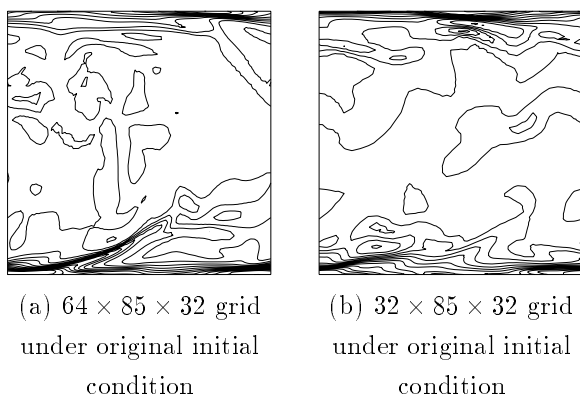 (a) 64 × 85 × 32 grid
under original initial
condition
(b) 32 × 85 × 32 grid
under original initial
condition